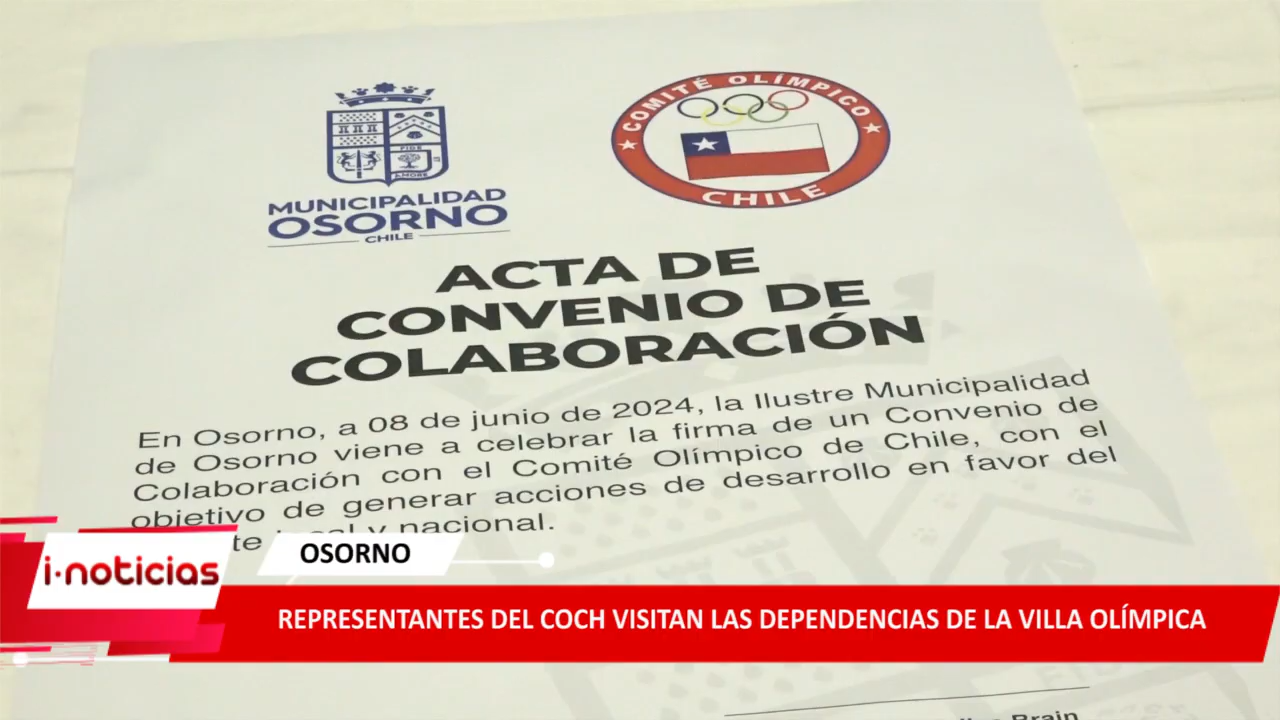 FIDE
AMORE
MUNICIPALIDAD
OSORNO
CHILE
COMITÉ OLÍMPICO
CHILE
ACTA DE
CONVENIO DE
COLABORACIÓN
En Osorno, a 08 de junio de 2024, la Ilustre Municipalidad
de Osorno viene a celebrar la firma de un Convenio de
Colaboración con el Comité Olímpico de Chile, con el
objetivo de generar acciones de desarrollo en favor del
y nacional.
i·noticias
OSORNO
REPRESENTANTES DEL COCH VISITAN LAS DEPENDENCIAS DE LA VILLA OLÍMPICA
Brain